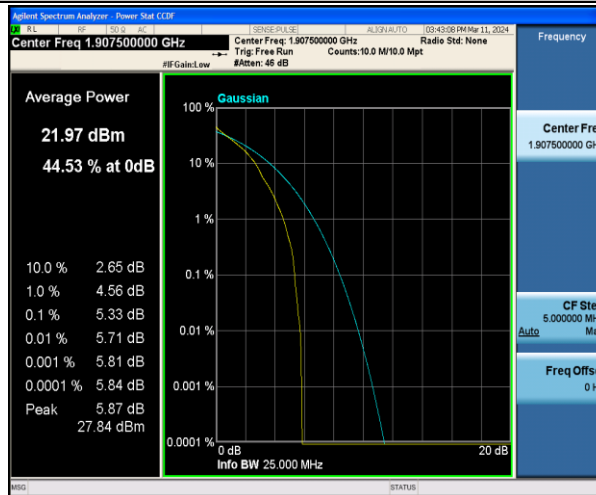 Agilent Spectrum Analyzer - Power Stat CCDF
RL RF 50 Ω AC SENSE:PULSE ALIGN AUTO 03:43:08 PM Mar 11, 2024
Center Freq 1.907500000 GHz
Center Freq: 1.907500000 GHz Radio Std: None
Trig: Free Run Counts:10.0 M/10.0 Mpt
#IFGain:Low #Atten: 46 dB
Frequency
Average Power
21.97 dBm
44.53 % at 0dB
10.0 % 2.65 dB
1.0 % 4.56 dB
0.1 % 5.33 dB
0.01 % 5.71 dB
0.001 % 5.81 dB
0.0001 % 5.84 dB
Peak 5.87 dB
27.84 dBm
Gaussian
100 %
10 %
1 %
0.1 %
0.01 %
0.001 %
0.0001 %
0 dB 20 dB
Info BW 25.000 MHz
Center Fre
1.907500000 GH
CF Ste
5.000000 MH
Auto Ma
Freq Offs
0 H
MSG STATUS